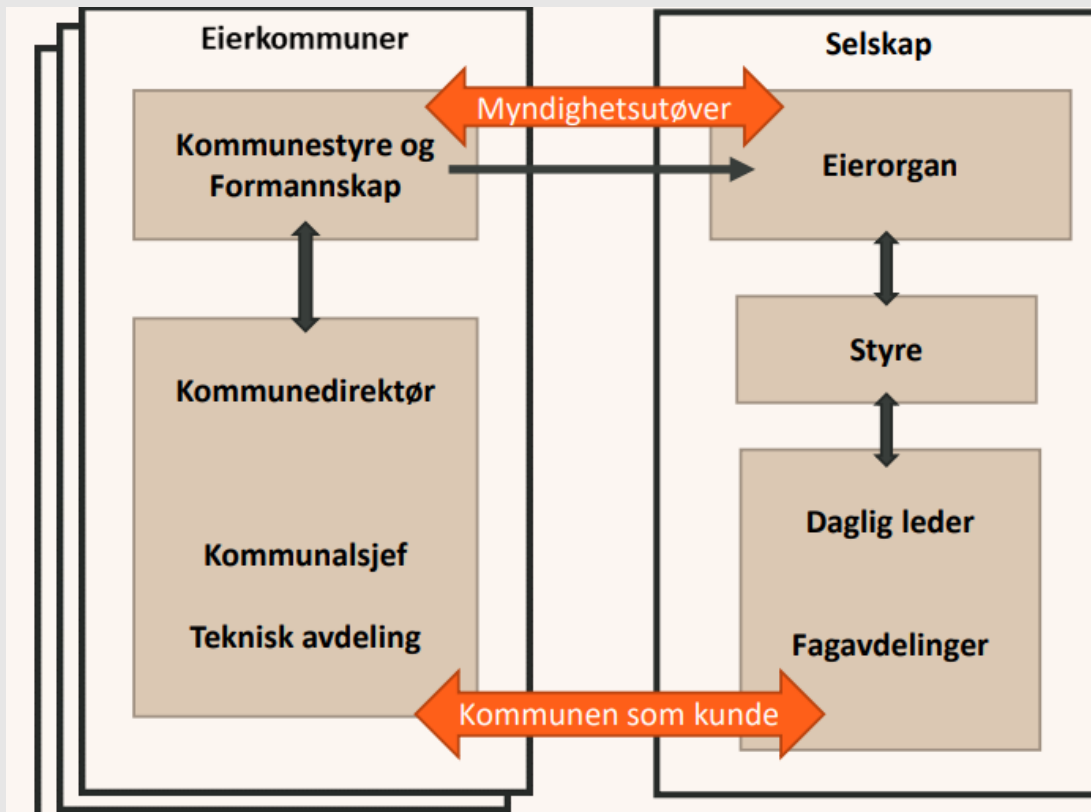 Eierkommuner
Kommunestyre og
Formannskap
Kommunedirektør
Kommunalsjef
Teknisk avdeling
Myndighetsutøver
Kommunen som kunde
Selskap
Eierorgan
Styre
Daglig leder
Fagavdelinger